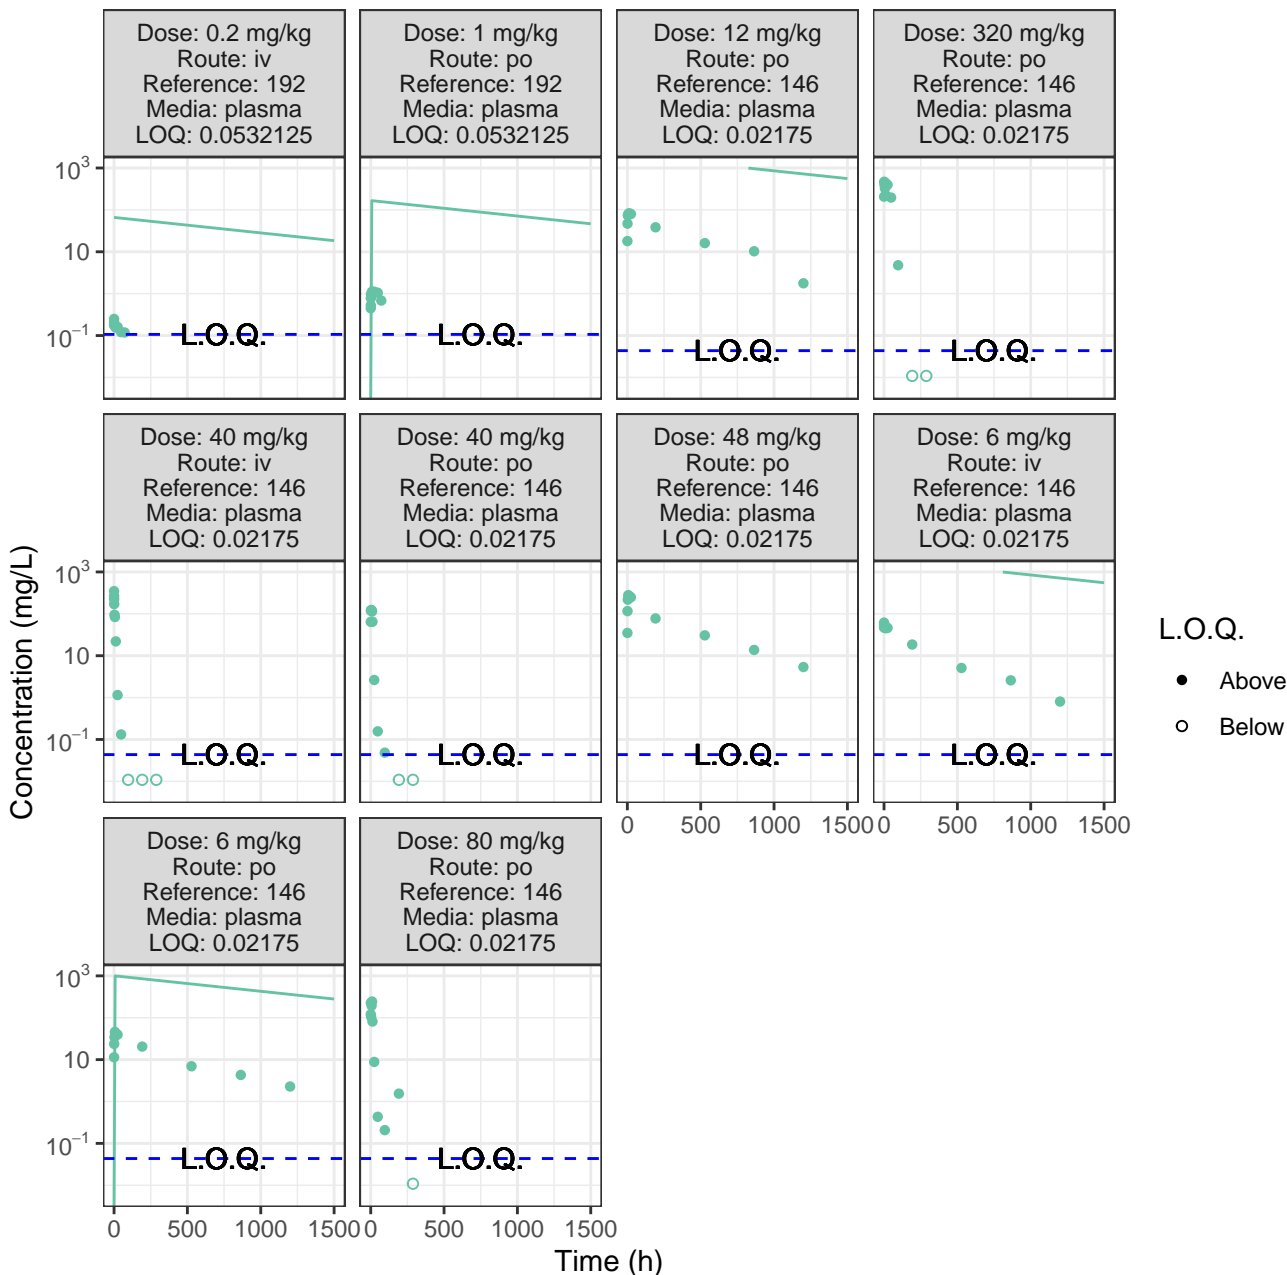 Dose: 0.2 mg/kg
Route: iv
Reference: 192
Media: plasma
LOQ: 0.0532125
Dose: 1 mg/kg
Route: po
Reference: 192
Media: plasma
LOQ: 0.0532125
Dose: 12 mg/kg
Route: po
Reference: 146
Media: plasma
LOQ: 0.02175
Dose: 320 mg/kg
Route: po
Reference: 146
Media: plasma
LOQ: 0.02175
10³
10
10⁻¹
L.O.Q.
L.O.Q.
L.O.Q.
L.O.Q.
Dose: 40 mg/kg
Route: iv
Reference: 146
Media: plasma
LOQ: 0.02175
Dose: 40 mg/kg
Route: po
Reference: 146
Media: plasma
LOQ: 0.02175
Dose: 48 mg/kg
Route: po
Reference: 146
Media: plasma
LOQ: 0.02175
Dose: 6 mg/kg
Route: iv
Reference: 146
Media: plasma
LOQ: 0.02175
10³
10
10⁻¹
L.O.Q.
L.O.Q.
L.O.Q.
L.O.Q.
0 500 1000 1500
0 500 1000 1500
Dose: 6 mg/kg
Route: po
Reference: 146
Media: plasma
LOQ: 0.02175
Dose: 80 mg/kg
Route: po
Reference: 146
Media: plasma
LOQ: 0.02175
10³
10
10⁻¹
L.O.Q.
L.O.Q.
0 500 1000 1500
0 500 1000 1500
Time (h)
Concentration (mg/L)
L.O.Q.
Above
Below